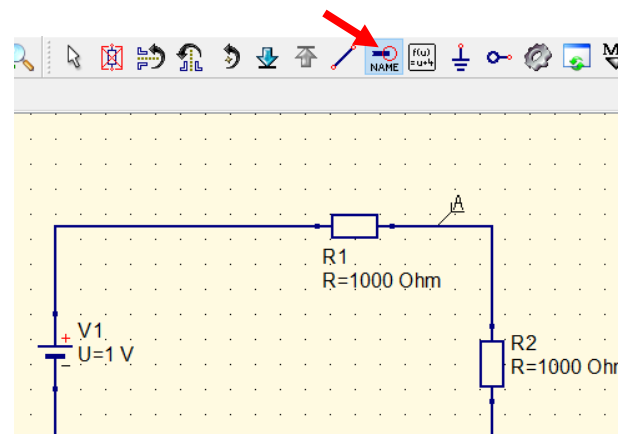 NAME
f(u)
=u+4
M
A
R1
R=1000 Ohm
V1
U=1 V
R2
R=1000 Ohm